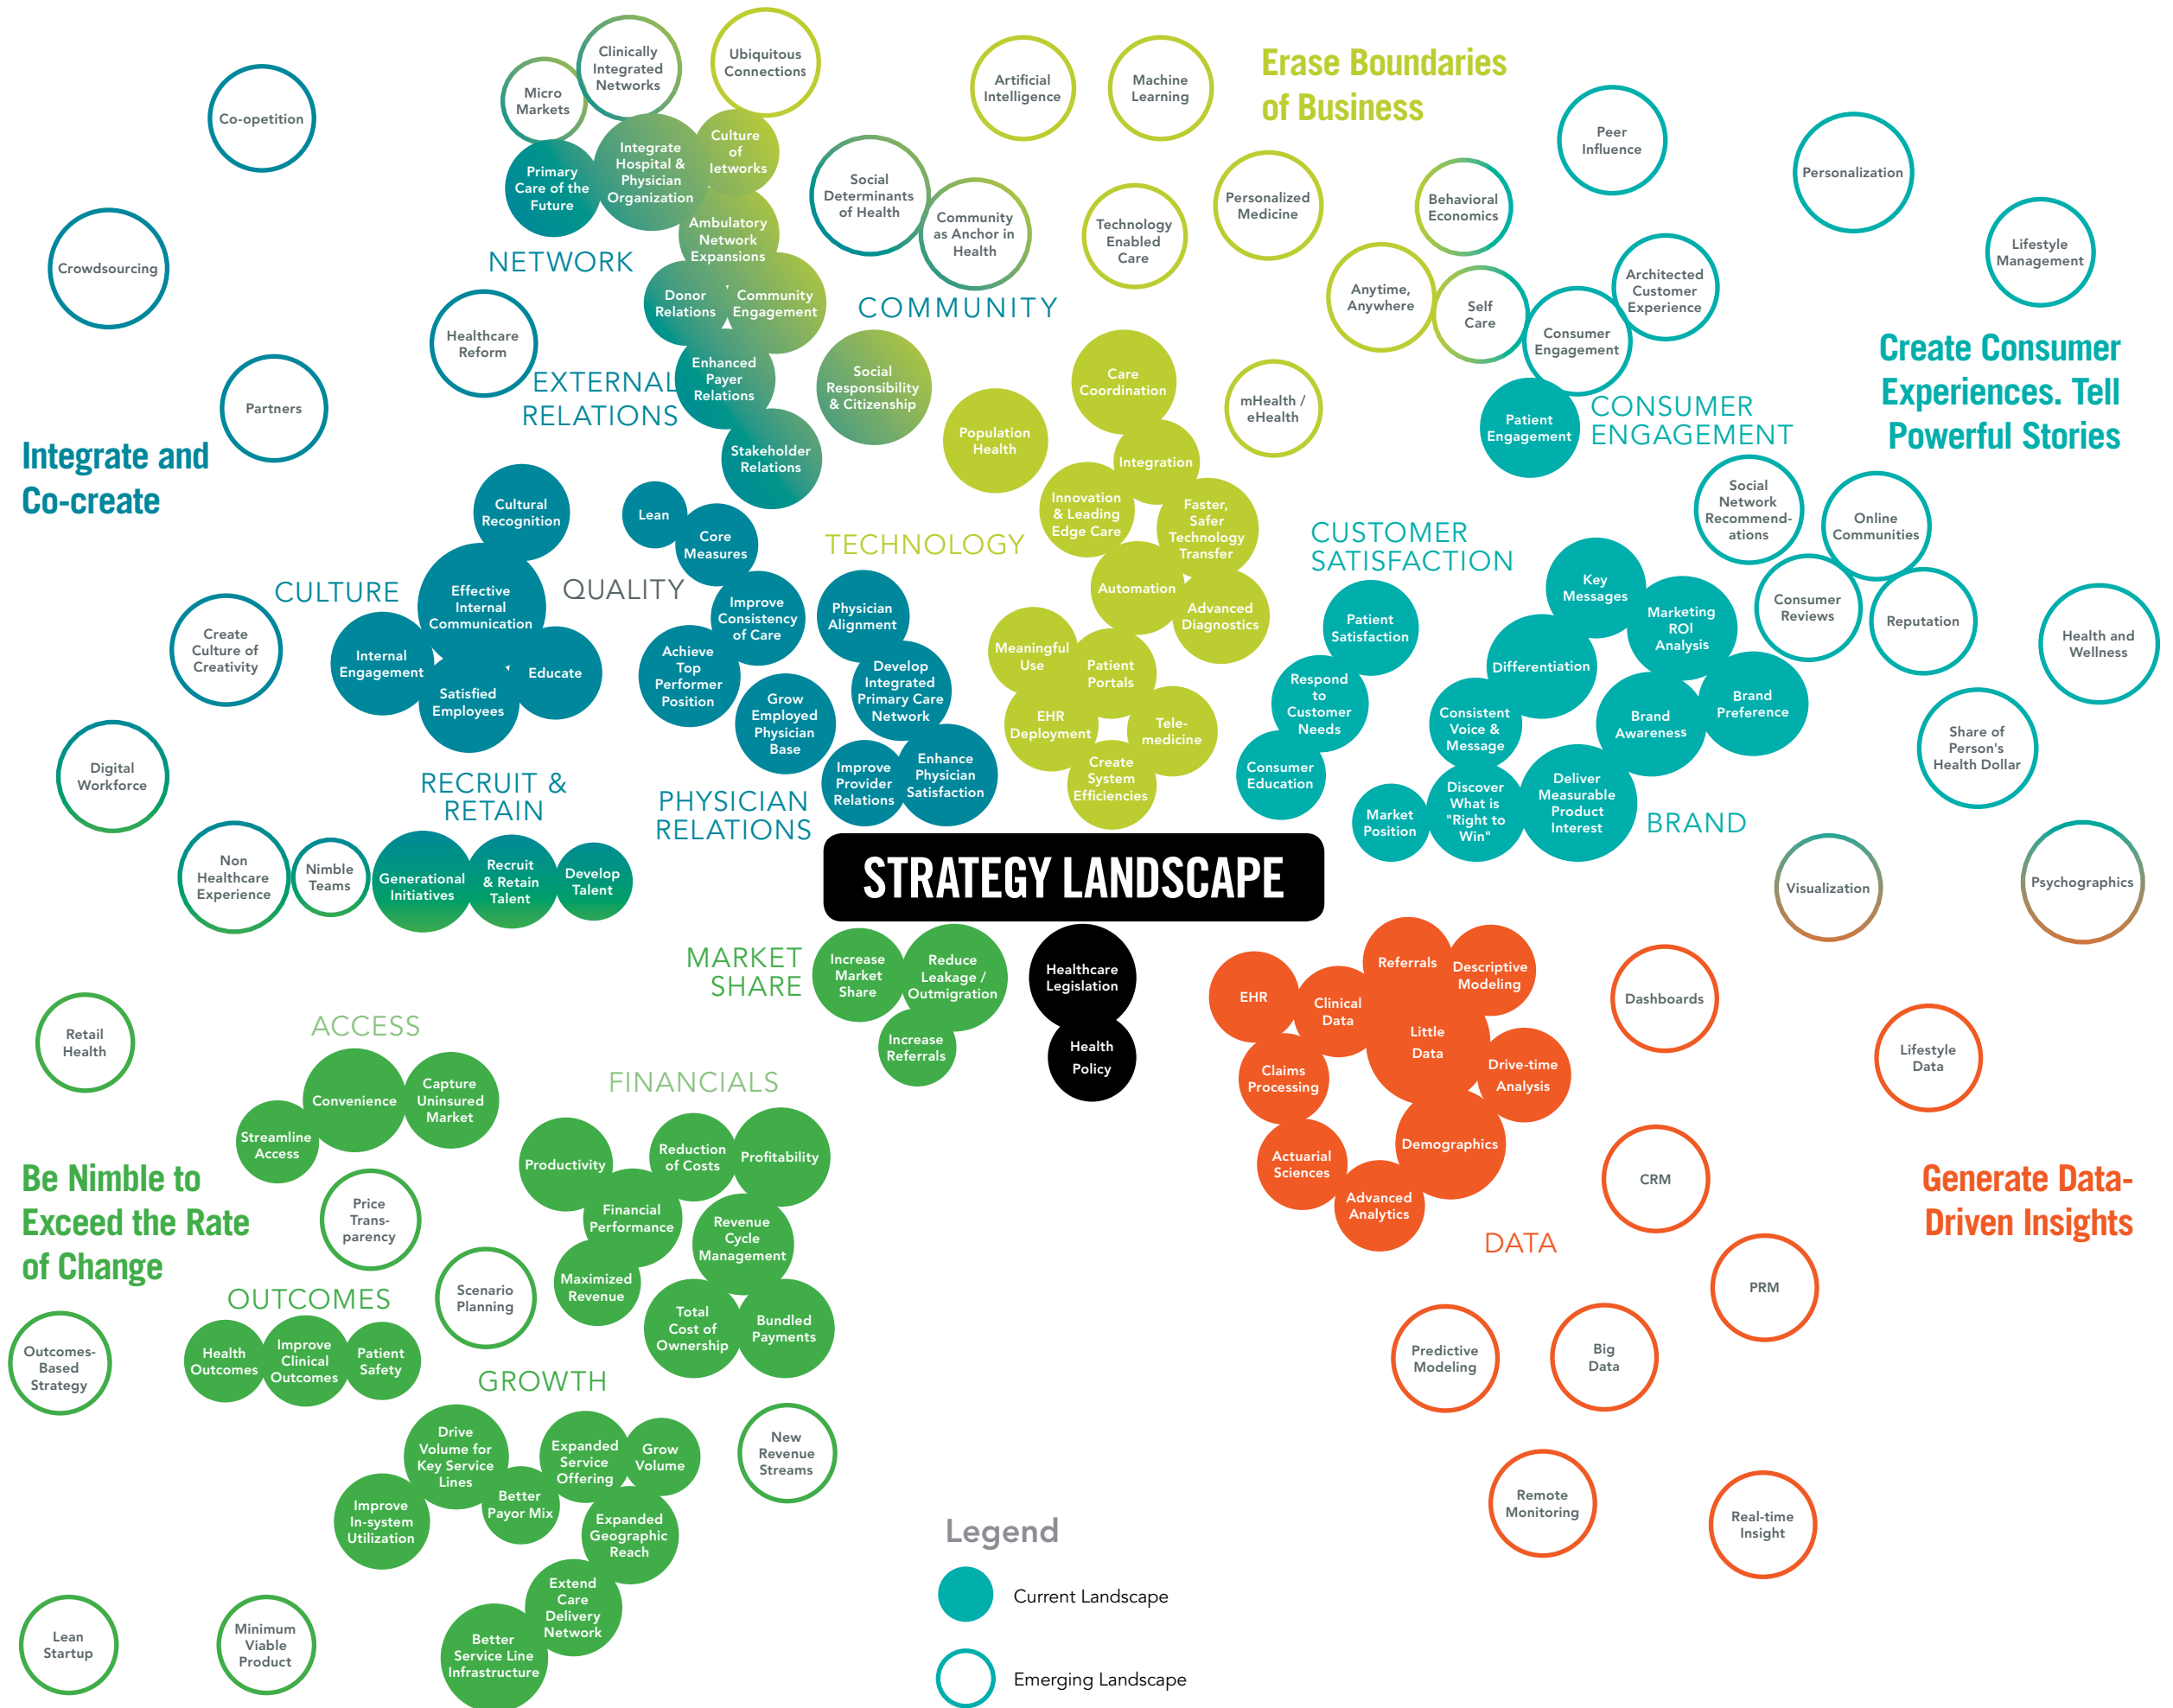 Co-opetition
Micro
Markets
Clinically
Integrated
Networks
Ubiquitous
Connections
Artificial
Intelligence
Machine
Learning
Erase Boundaries
of Business
Peer
Influence
Personalization
Crowdsourcing
Primary
Care of the
Future
Integrate
Hospital &
Physician
Organization
Culture
of
letworks
Ambulatory
Network
Expansions
NETWORK
Social
Determinants
of Health
Community
as Anchor in
Health
Technology
Enabled
Care
Personalized
Medicine
Behavioral
Economics
Lifestyle
Management
Donor
Relations
Community
Engagement
COMMUNITY
Anytime,
Anywhere
Self
Care
Consumer
Engagement
Architected
Customer
Experience
Healthcare
Reform
EXTERNAL
RELATIONS
Enhanced
Payer
Relations
Stakeholder
Relations
Social
Responsibility
& Citizenship
Care
Coordination
mHealth /
eHealth
Patient
Engagement
CONSUMER
ENGAGEMENT
Create Consumer
Experiences. Tell
Powerful Stories
Partners
Integrate and
Co-create
Population
Health
Integration
Innovation
& Leading
Edge Care
Faster,
Safer
Technology
Transfer
TECHNOLOGY
Automation
Advanced
Diagnostics
Meaningful
Use
Patient
Portals
EHR
Deployment
Tele-
medicine
Create
System
Efficiencies
Cultural
Recognition
Lean
Core
Measures
CULTURE
Effective
Internal
Communication
QUALITY
Improve
Consistency
of Care
Physician
Alignment
Create
Culture of
Creativity
Internal
Engagement
Satisfied
Employees
Educate
Achieve
Top
Performer
Position
Grow
Employed
Physician
Base
Develop
Integrated
Primary Care
Network
Improve
Provider
Relations
Enhance
Physician
Satisfaction
PHYSICIAN
RELATIONS
CUSTOMER
SATISFACTION
Patient
Satisfaction
Respond
to
Customer
Needs
Consumer
Education
Social
Network
Recommend-
ations
Online
Communities
Consumer
Reviews
Reputation
Health and
Wellness
Key
Messages
Marketing
ROI
Analysis
Differentiation
Brand
Preference
Brand
Awareness
Consistent
Voice &
Message
Share of
Person's
Health Dollar
Market
Position
Discover
What is
"Right to
Win"
Deliver
Measurable
Product
Interest
BRAND
Digital
Workforce
RECRUIT &
RETAIN
Non
Healthcare
Experience
Nimble
Teams
Generational
Initiatives
Recruit
& Retain
Talent
Develop
Talent
STRATEGY LANDSCAPE
Visualization
Psychographics
MARKET
SHARE
Increase
Market
Share
Reduce
Leakage /
Outmigration
Increase
Referrals
Healthcare
Legislation
Health
Policy
EHR
Clinical
Data
Referrals
Descriptive
Modeling
Little
Data
Drive-time
Analysis
Claims
Processing
Demographics
Actuarial
Sciences
Advanced
Analytics
DATA
Dashboards
Lifestyle
Data
CRM
Generate Data-
Driven Insights
PRM
Predictive
Modeling
Big
Data
Remote
Monitoring
Real-time
Insight
Retail
Health
ACCESS
Convenience
Capture
Uninsured
Market
Streamline
Access
FINANCIALS
Productivity
Reduction
of Costs
Profitability
Financial
Performance
Revenue
Cycle
Management
Maximized
Revenue
Total
Cost of
Ownership
Bundled
Payments
Be Nimble to
Exceed the Rate
of Change
Price
Trans-
parency
Scenario
Planning
OUTCOMES
Outcomes-
Based
Strategy
Health
Outcomes
Improve
Clinical
Outcomes
Patient
Safety
GROWTH
Drive
Volume for
Key Service
Lines
Expanded
Service
Offering
Grow
Volume
New
Revenue
Streams
Improve
In-system
Utilization
Better
Payor Mix
Expanded
Geographic
Reach
Extend
Care
Delivery
Network
Better
Service Line
Infrastructure
Lean
Startup
Minimum
Viable
Product
Legend
Current Landscape
Emerging Landscape